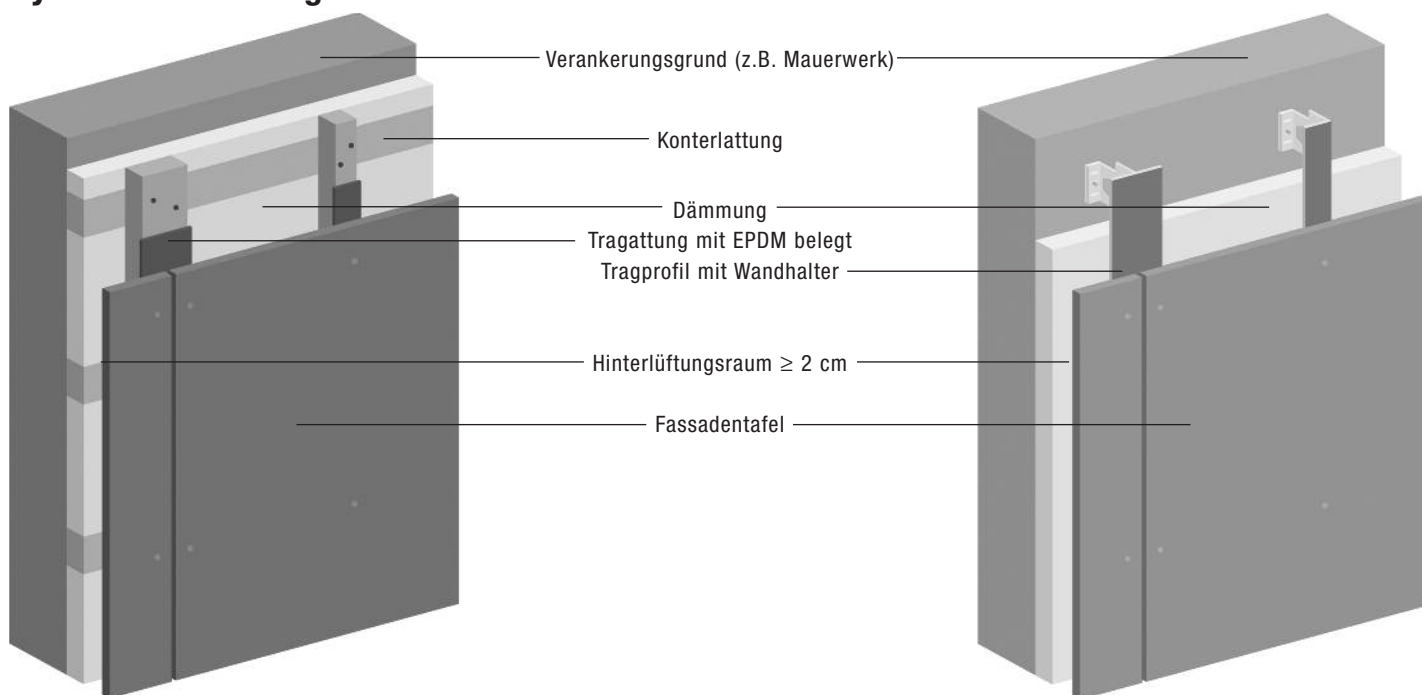 Verankerungsgrund (z.B. Mauerwerk)
Konterlattung
Dämmung
Tragattung mit EPDM belegt
Tragprofil mit Wandhalter
Hinterlüftungsraum ≥ 2 cm
Fassadentafel